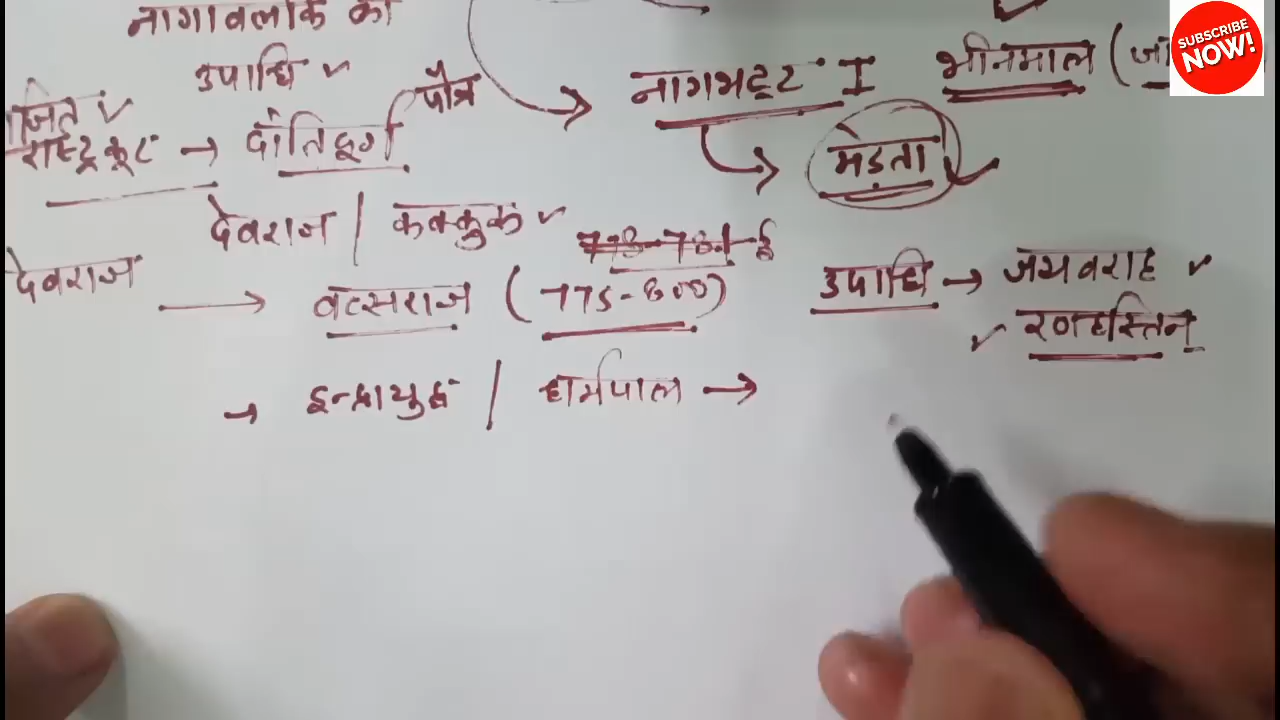 नागावलोक की
उपाधि
पौत्र
नागभट्ट I
भीनमाल (जा
SUBSCRIBE
NOW!
राष्ट्रकूट → दांतिदुर्ग
मेड़ता
देवराज / कक्कुक
देवराज
वत्सराज (775-800)
उपाधि → जयवराह
रणहस्तिन्
→ इन्द्रायुद्ध / धर्मपाल →